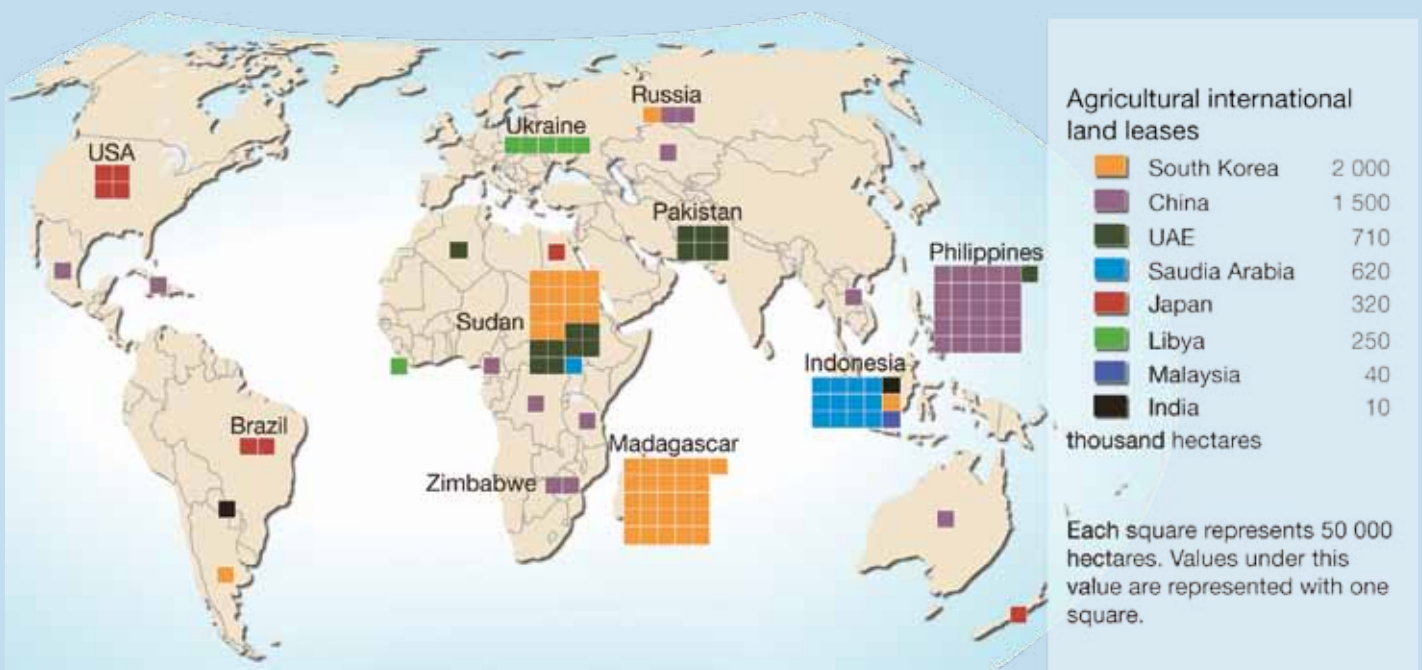 Russia
Ukraine
USA
Pakistan
Philippines
Sudan
Indonesia
Brazil
Madagascar
Zimbabwe
Agricultural international
land leases
South Korea 2 000
China 1 500
UAE 710
Saudia Arabia 620
Japan 320
Libya 250
Malaysia 40
India 10
thousand hectares
Each square represents 50 000
hectares. Values under this
value are represented with one
square.